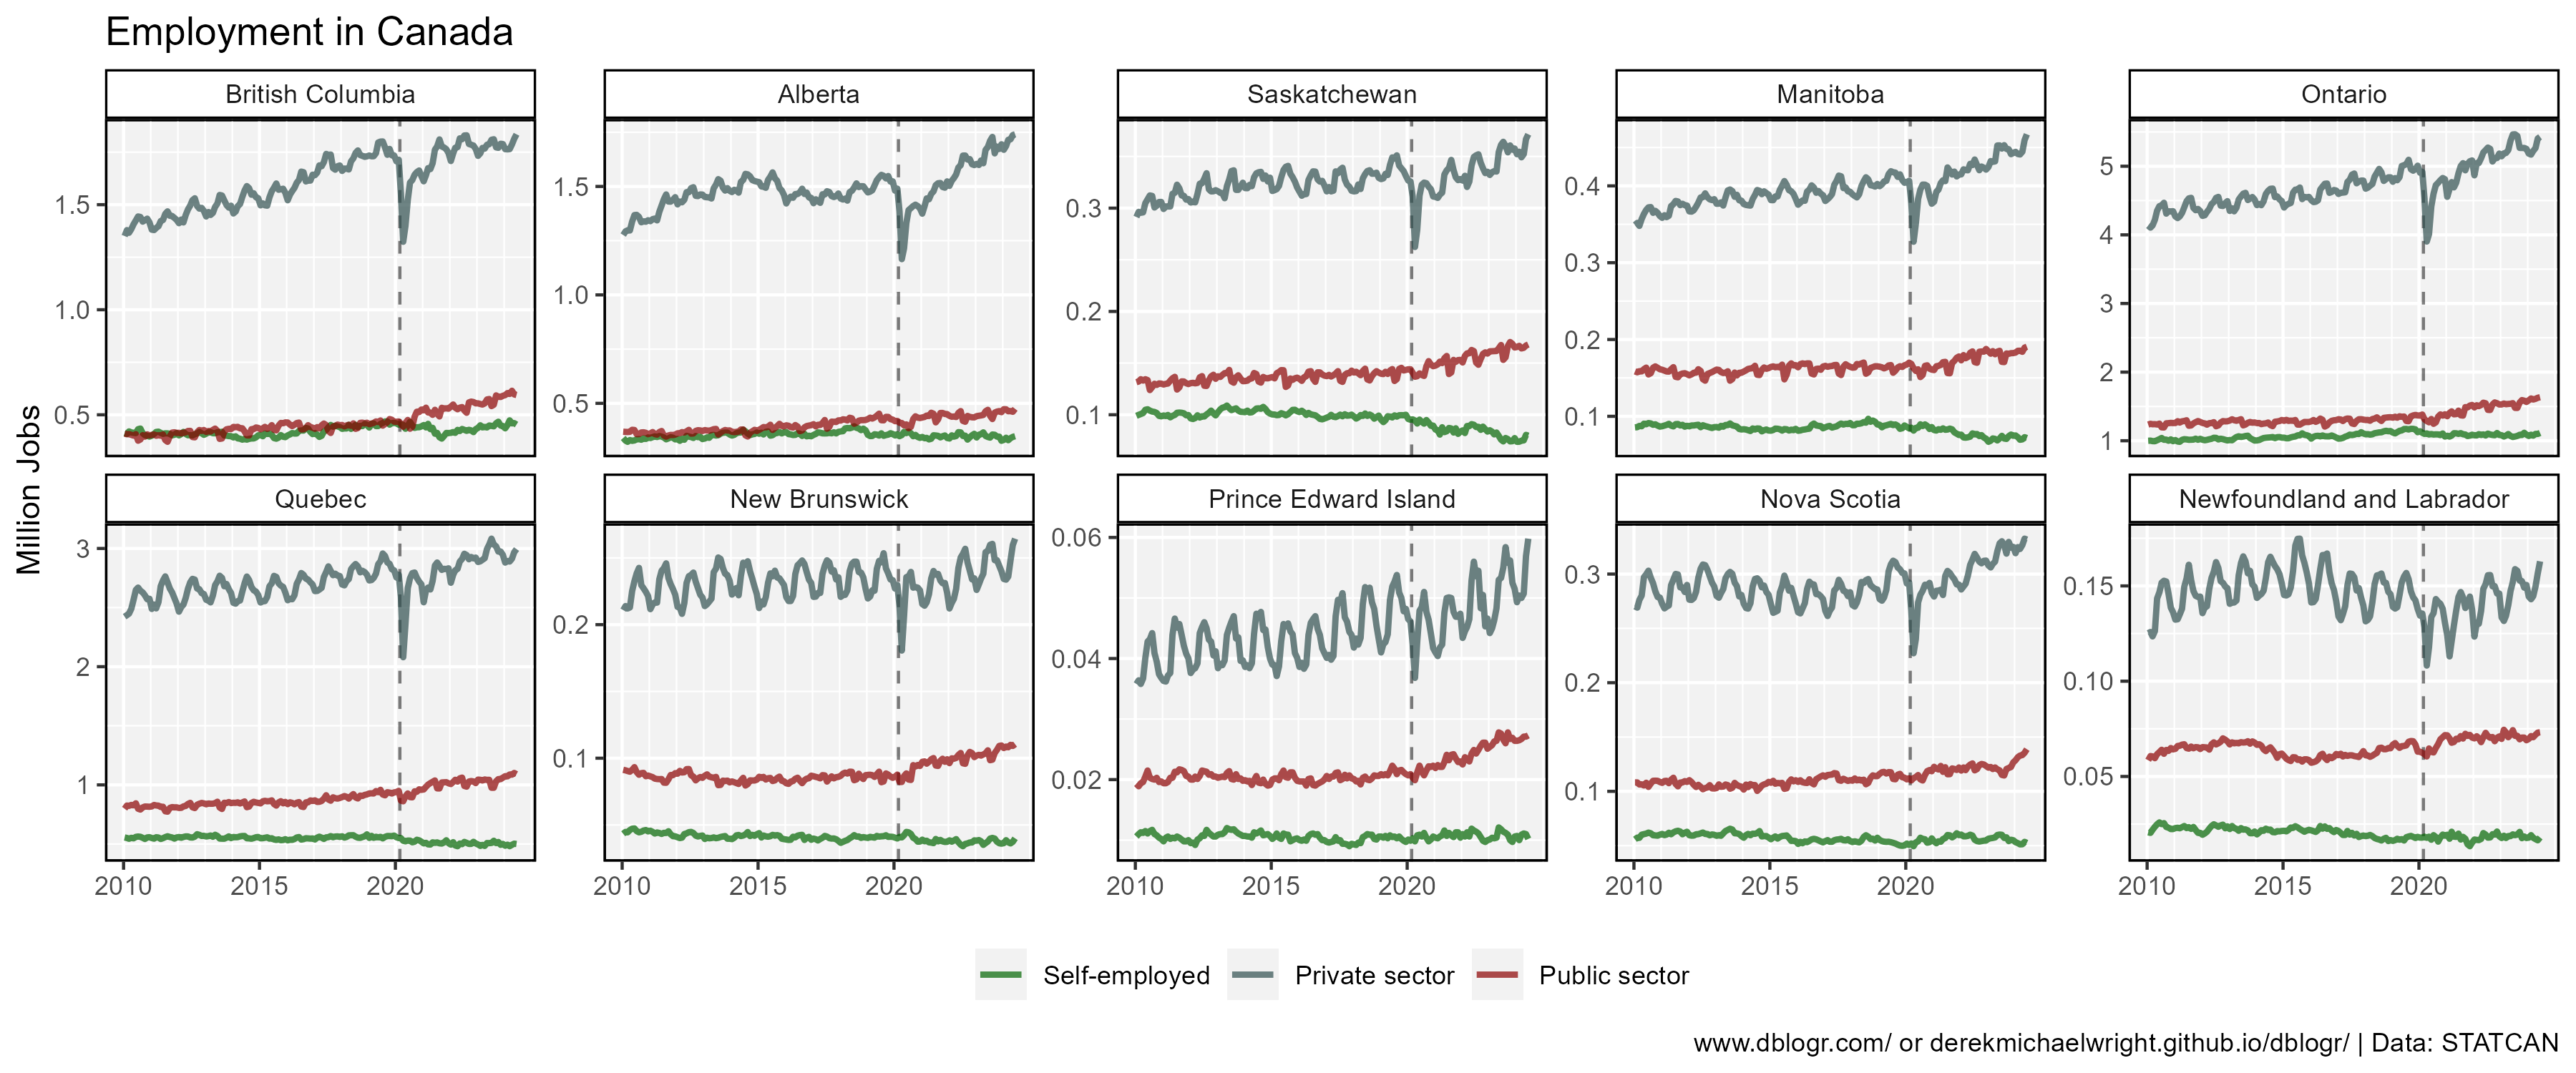 Employment in Canada
British Columbia
Alberta
Saskatchewan
Manitoba
Ontario
1.5
1.0
0.5
1.5
1.0
0.5
0.3
0.2
0.1
0.4
0.3
0.2
0.1
5
4
3
2
1
Million Jobs
Quebec
New Brunswick
Prince Edward Island
Nova Scotia
Newfoundland and Labrador
3
2
1
0.2
0.1
0.06
0.04
0.02
0.3
0.2
0.1
0.15
0.10
0.05
2010 2015 2020
2010 2015 2020
2010 2015 2020
2010 2015 2020
2010 2015 2020
Self-employed Private sector Public sector
www.dblogr.com/ or derekmichaelwright.github.io/dblogr/ | Data: STATCAN